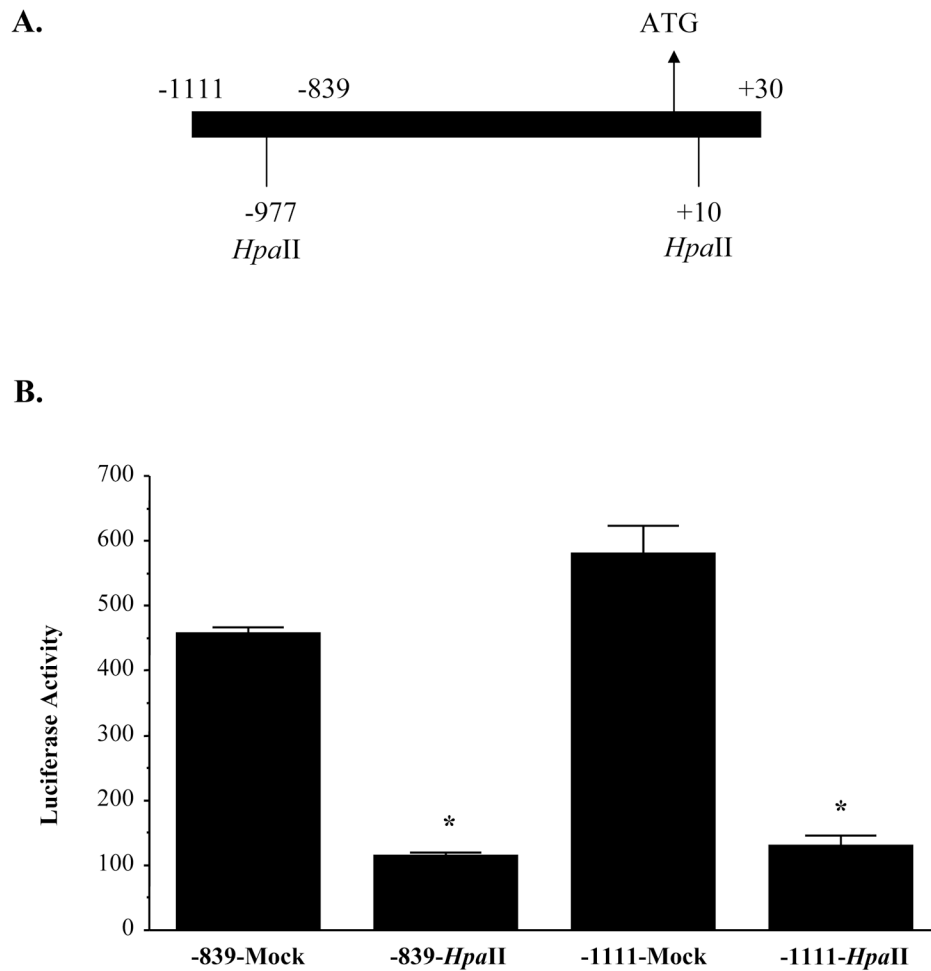 A.
ATG
-1111 -839 +30
-977 +10
HpaII HpaII
B.
700
600
500
400
300
200
100
0
Luciferase Activity
*
*
-839-Mock -839-HpaII -1111-Mock -1111-HpaII